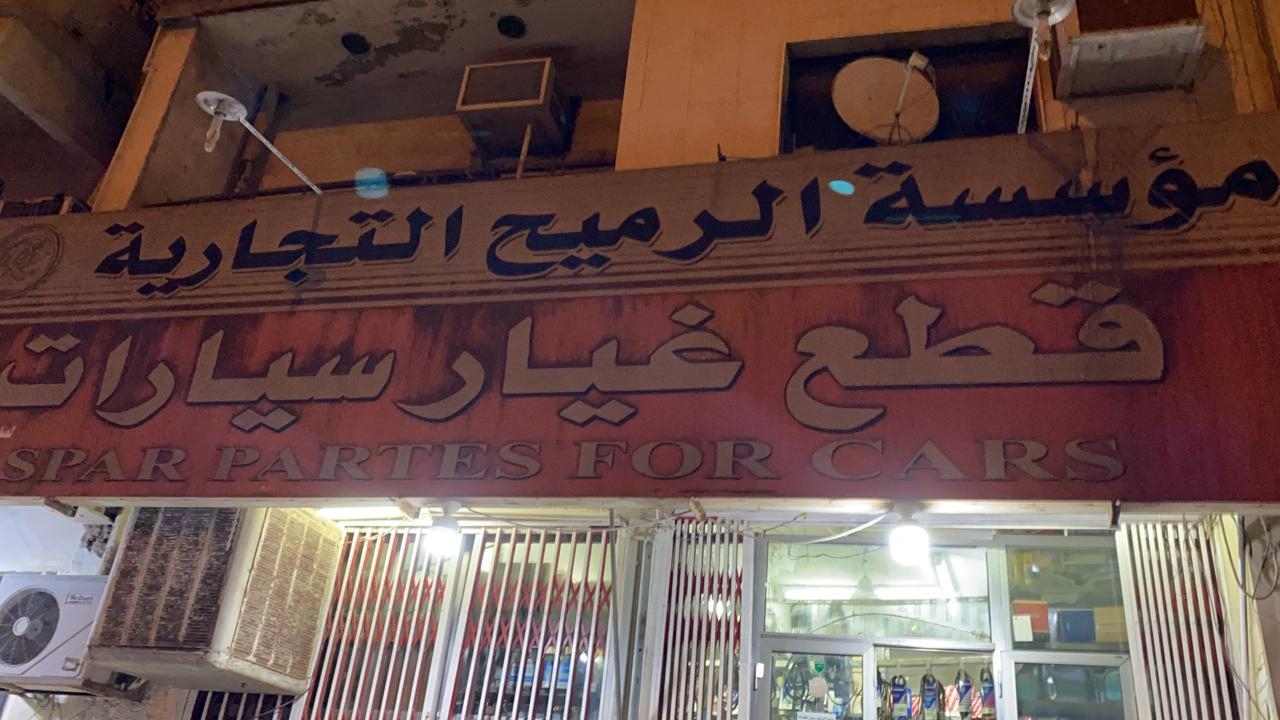 مؤسسة الرميح التجارية
قطع غيار سيارات
SPAR PARTES FOR CARS